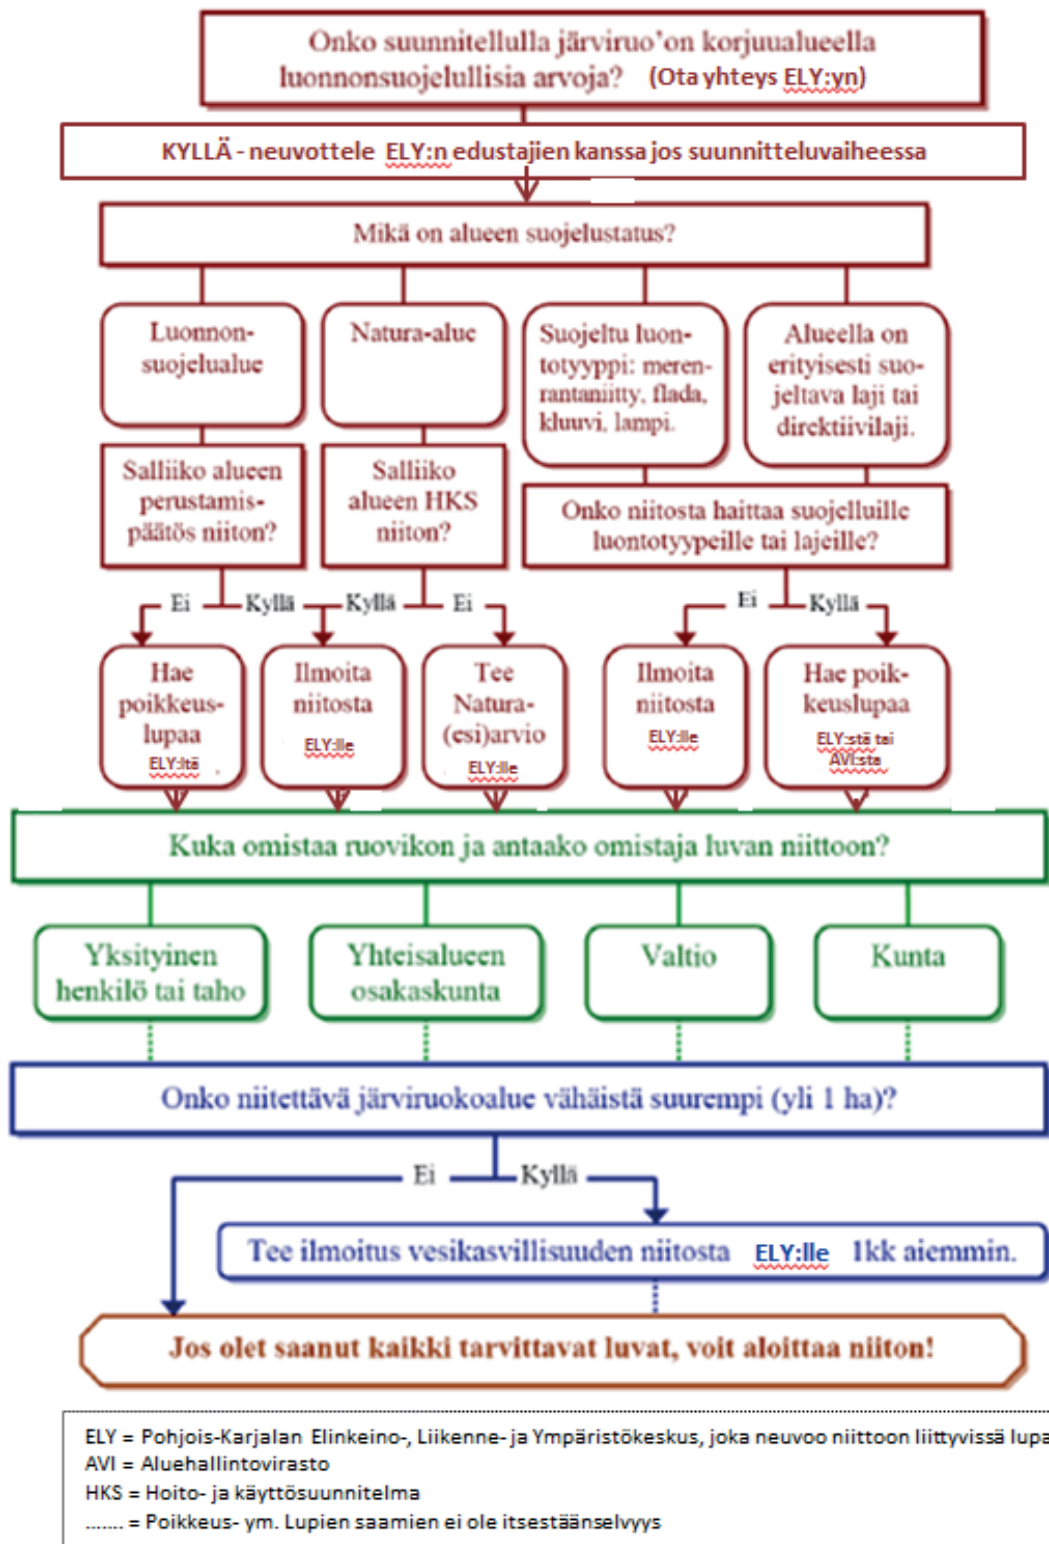 Onko suunnitellulla järviruo'on korjuualueella
luonnonsuojelullisia arvoja? (Ota yhteys ELY:yn)
KYLLÄ - neuvottele ELY:n edustajien kanssa jos suunnitteluvaiheessa
Mikä on alueen suojelustatus?
Luonnon-
suojelualue
Natura-alue
Suojeltu luon-
totyyppi: meren-
rantaniitty, flada,
kluuvi, lampi.
Alueella on
erityisesti suo-
jeltava laji tai
direktiivilaji.
Salliiko alueen
perustamis-
päätös niiton?
Salliiko
alueen HKS
niiton?
Onko niitosta haittaa suojelluille
luontotyypeille tai lajeille?
Ei
Kyllä
Kyllä
Ei
Ei
Kyllä
Hae
poikkeus-
lupaa
ELY:ltä
Ilmoita
niitosta
ELY:lle
Tee
Natura-
(esi)arvio
ELY:lle
Ilmoita
niitosta
ELY:lle
Hae poik-
keuslupaa
ELY:stä tai
AVI:sta
Kuka omistaa ruovikon ja antaako omistaja luvan niittoon?
Yksityinen
henkilö tai taho
Yhteisalueen
osakaskunta
Valtio
Kunta
Onko niitettävä järviruokoalue vähäistä suurempi (yli 1 ha)?
Ei
Kyllä
Tee ilmoitus vesikasvillisuuden niitosta ELY:lle 1kk aiemmin.
Jos olet saanut kaikki tarvittavat luvat, voit aloittaa niiton!
ELY = Pohjois-Karjalan Elinkeino-, Liikenne- ja Ympäristökeskus, joka neuvoo niittoon liittyvissä lupa
AVI = Aluehallintovirasto
HKS = Hoito- ja käyttösuunnitelma
....... = Poikkeus- ym. Lupien saamien ei ole itsestäänselvyys